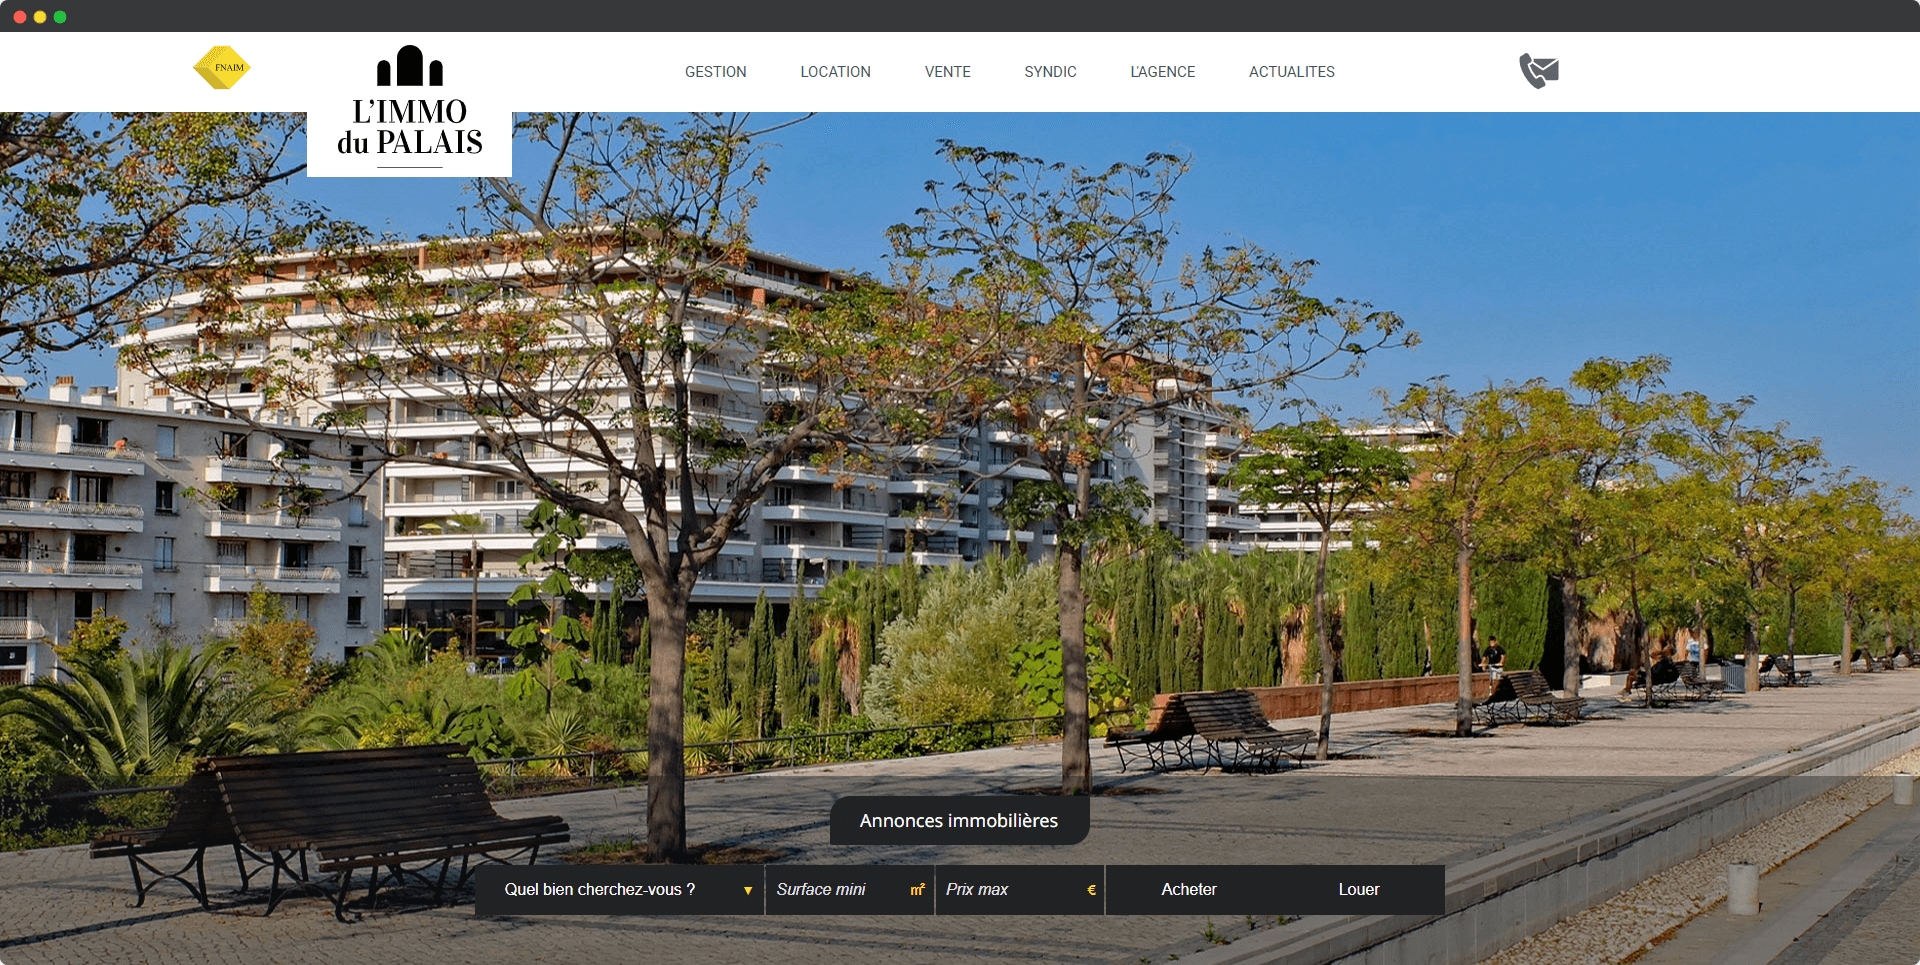 FNAIM
L'IMMO
du PALAIS
GESTION
LOCATION
VENTE
SYNDIC
L'AGENCE
ACTUALITES
Annonces immobilières
Quel bien cherchez-vous ?
Surface mini
m²
Prix max
€
Acheter
Louer